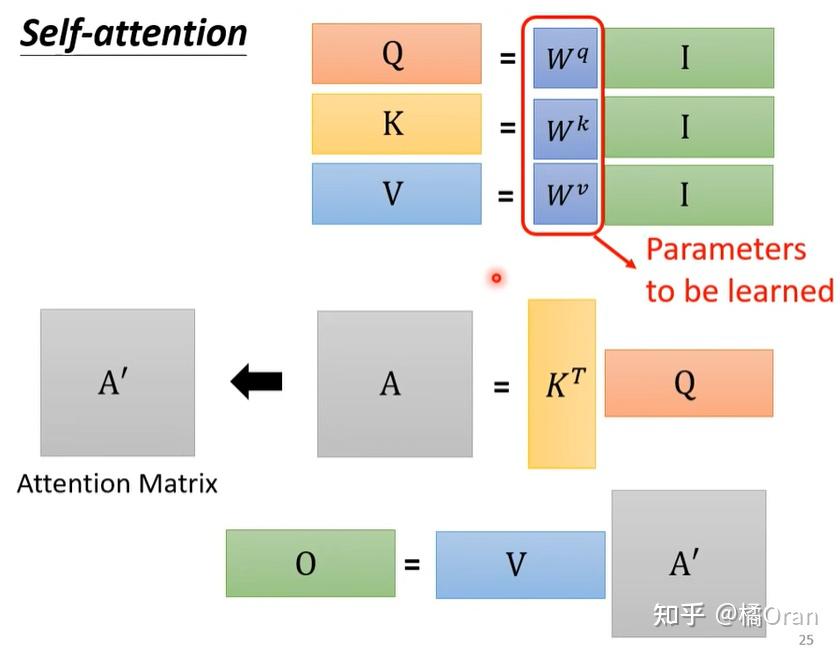 Self-attention
Q = W^q I
K = W^k I
V = W^v I
Parameters
to be learned
A′ A = K^T Q
Attention Matrix
O = V A′
知乎 @橘Oran
25